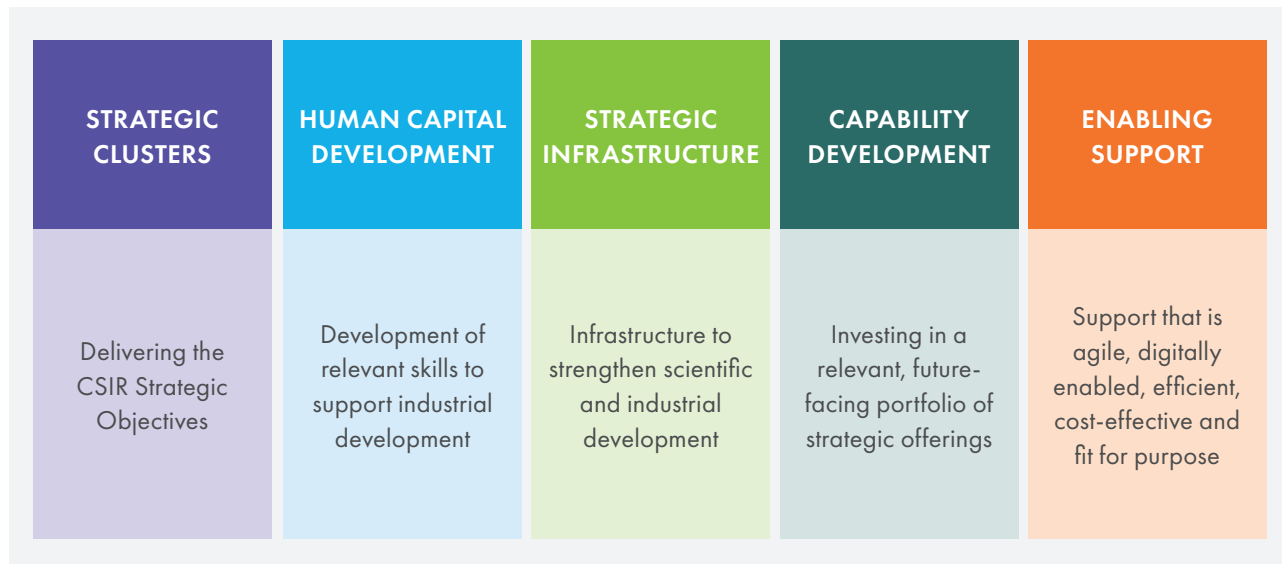 STRATEGIC
CLUSTERS
Delivering the
CSIR Strategic
Objectives
HUMAN CAPITAL
DEVELOPMENT
Development of
relevant skills to
support industrial
development
STRATEGIC
INFRASTRUCTURE
Infrastructure to
strengthen scientific
and industrial
development
CAPABILITY
DEVELOPMENT
Investing in a
relevant, future-
facing portfolio of
strategic offerings
ENABLING
SUPPORT
Support that is
agile, digitally
enabled, efficient,
cost-effective and
fit for purpose